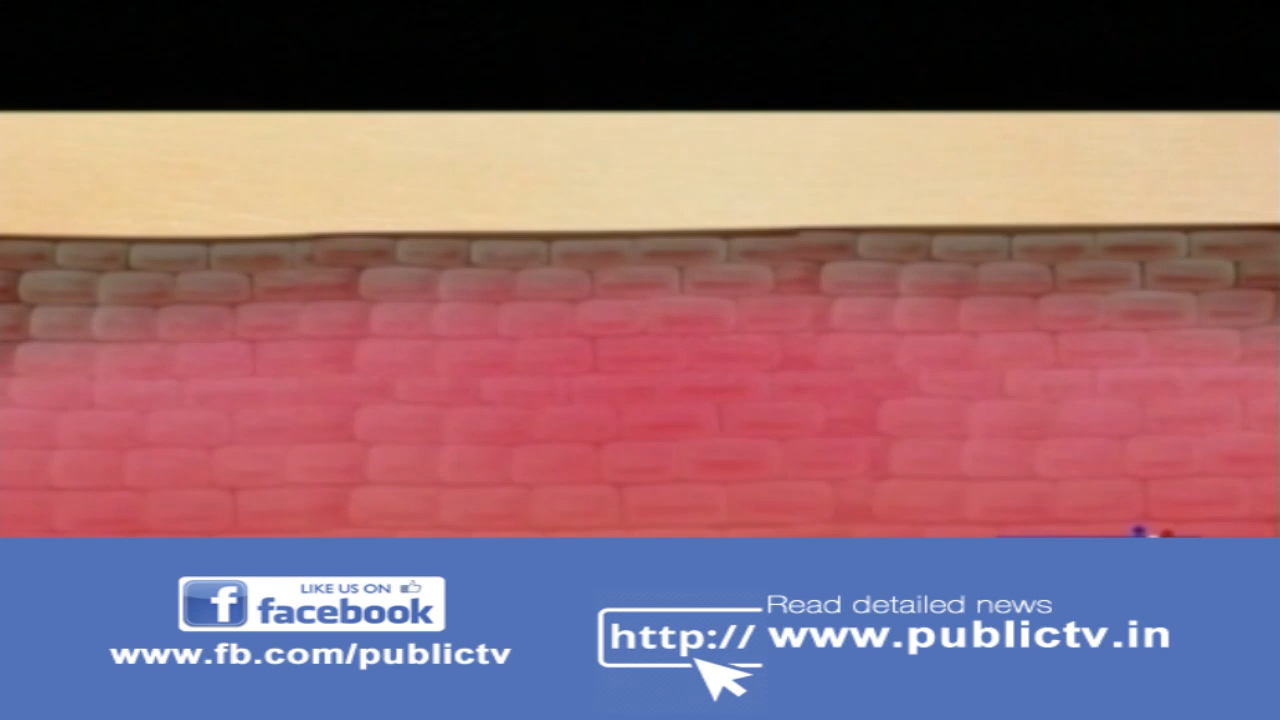 LIKE US ON
f facebook
www.fb.com/publictv
Read detailed news
http:// www.publictv.in